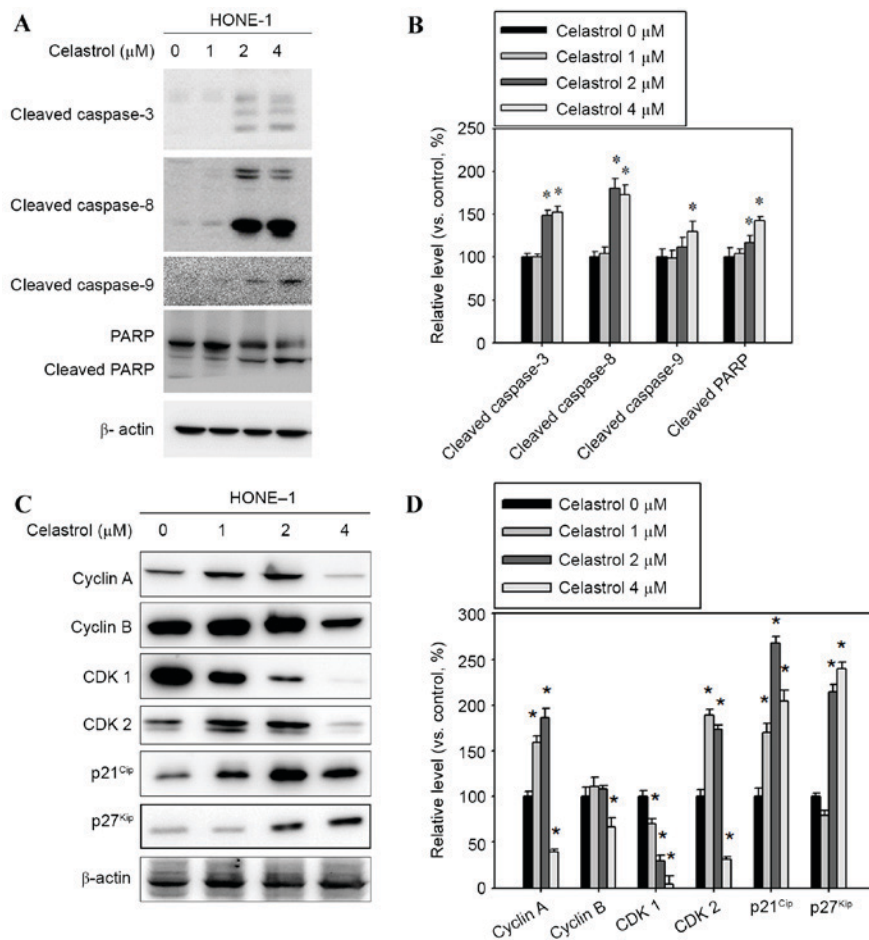 A
HONE-1
Celastrol (μM) 0 1 2 4
Cleaved caspase-3
Cleaved caspase-8
Cleaved caspase-9
PARP
Cleaved PARP
β- actin
B
Celastrol 0 μM
Celastrol 1 μM
Celastrol 2 μM
Celastrol 4 μM
Relative level (vs. control, %)
250
200
150
100
50
0
* *
* *
*
* *
Cleaved caspase-3
Cleaved caspase-8
Cleaved caspase-9
Cleaved PARP
C
HONE–1
Celastrol (μM) 0 1 2 4
Cyclin A
Cyclin B
CDK 1
CDK 2
p21Cip
p27Kip
β-actin
D
Celastrol 0 μM
Celastrol 1 μM
Celastrol 2 μM
Celastrol 4 μM
Relative level (vs. control, %)
300
250
200
150
100
50
0
* * *
*
* * *
* * *
* * *
* *
Cyclin A
Cyclin B
CDK 1
CDK 2
p21Cip
p27Kip